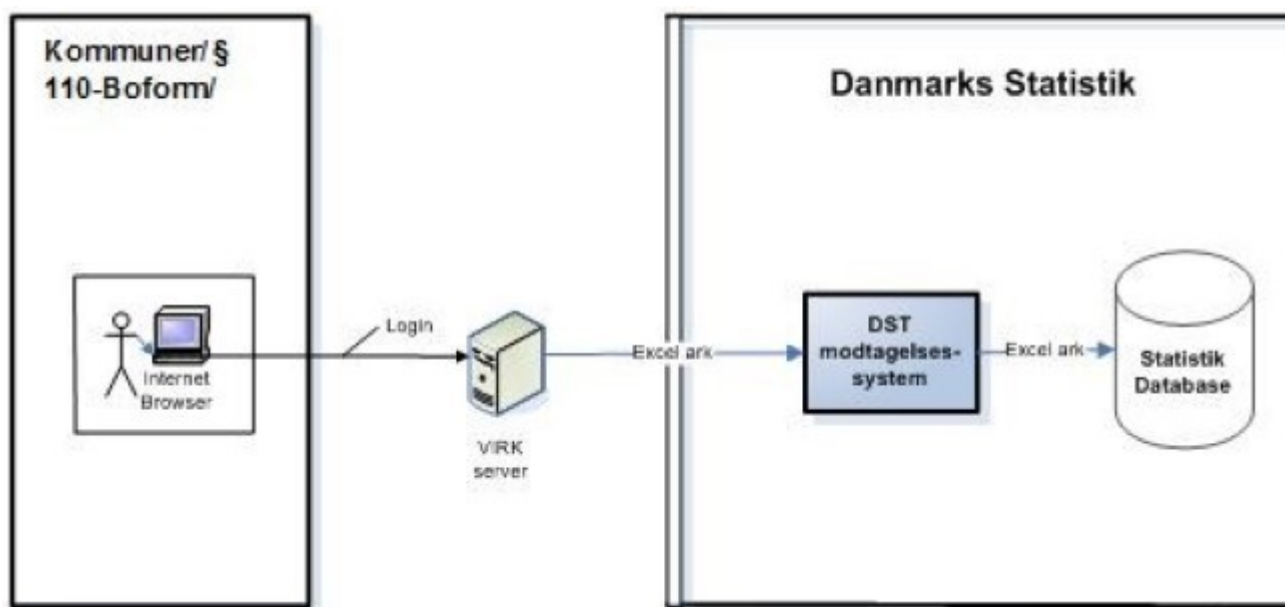 Kommuner/ §
110-Boform/
Danmarks Statistik
Login
Internet
Browser
VIRK
server
Excel ark
DST
modtagelses-
system
Excel ark
Statistik
Database